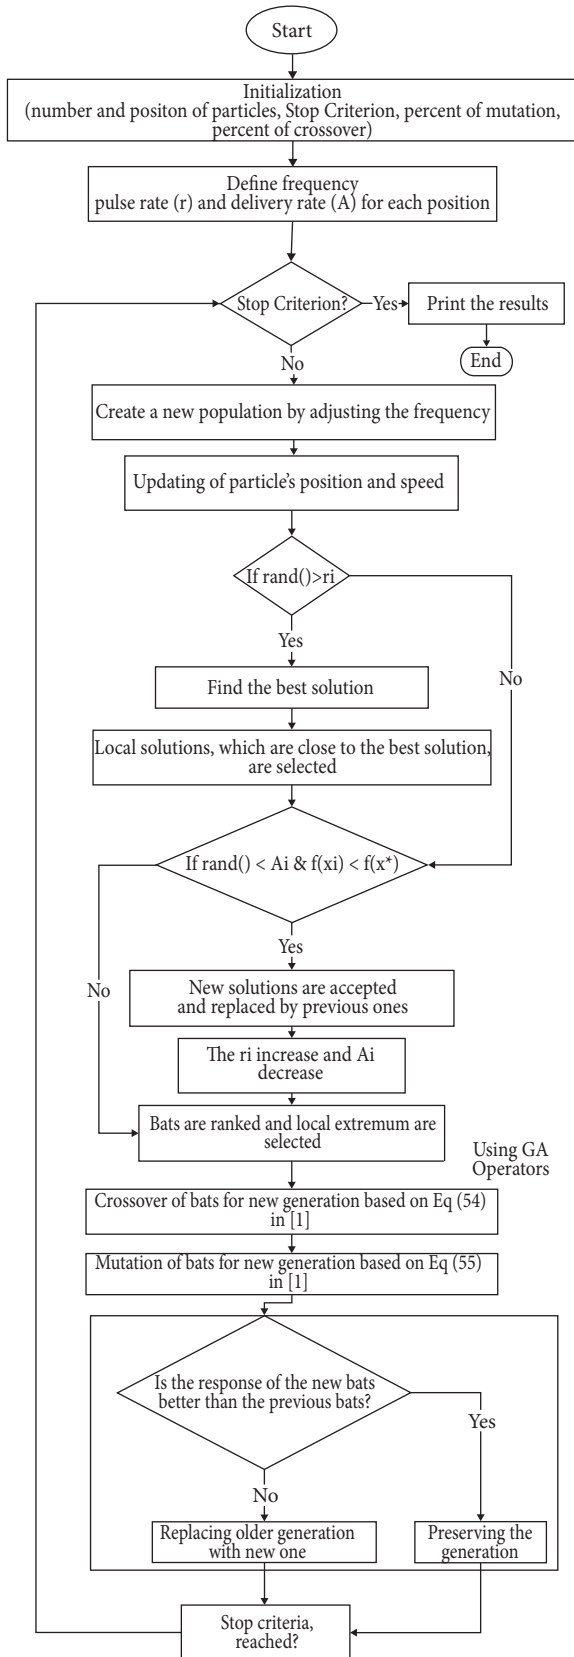 Start
Initialization
(number and positon of particles, Stop Criterion, percent of mutation,
percent of crossover)
Define frequency
pulse rate (r) and delivery rate (A) for each position
Stop Criterion?
Yes
Print the results
End
No
Create a new population by adjusting the frequency
Updating of particle's position and speed
If rand()>ri
Yes
No
Find the best solution
Local solutions, which are close to the best solution,
are selected
If rand() < Ai & f(xi) < f(x*)
Yes
No
New solutions are accepted
and replaced by previous ones
The ri increase and Ai
decrease
Bats are ranked and local extremum are
selected
Using GA
Operators
Crossover of bats for new generation based on Eq (54)
in [1]
Mutation of bats for new generation based on Eq (55)
in [1]
Is the response of the new bats
better than the previous bats?
Yes
No
Replacing older generation
with new one
Preserving the
generation
Stop criteria,
reached?